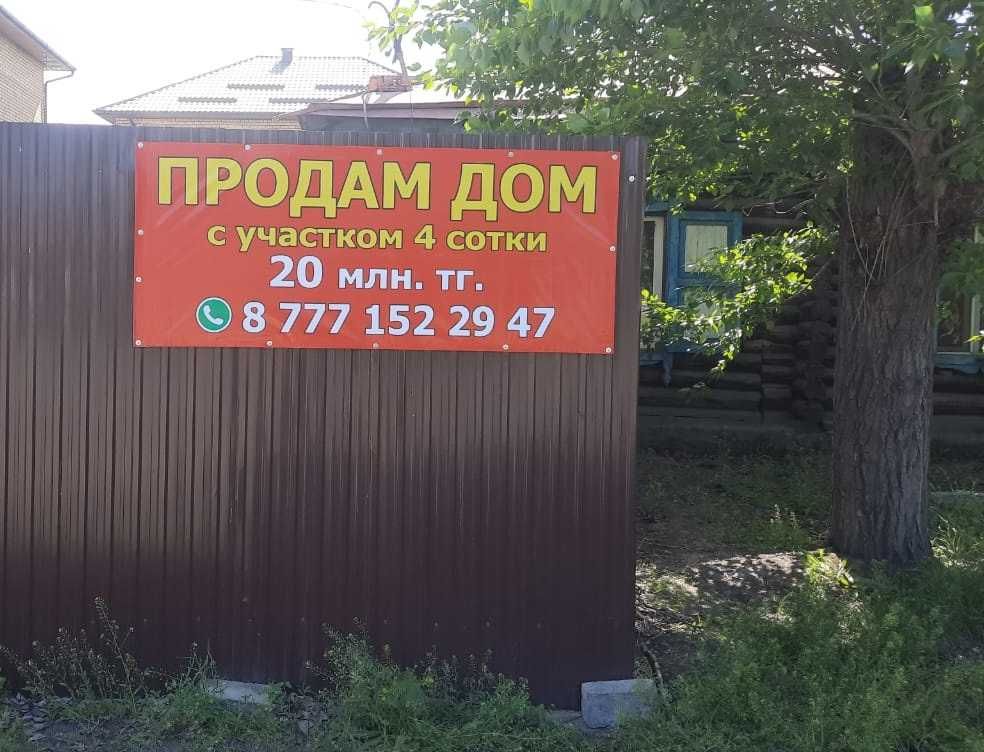 ПРОДАМ ДОМ
с участком 4 сотки
20 млн. тг.
8 777 152 29 47